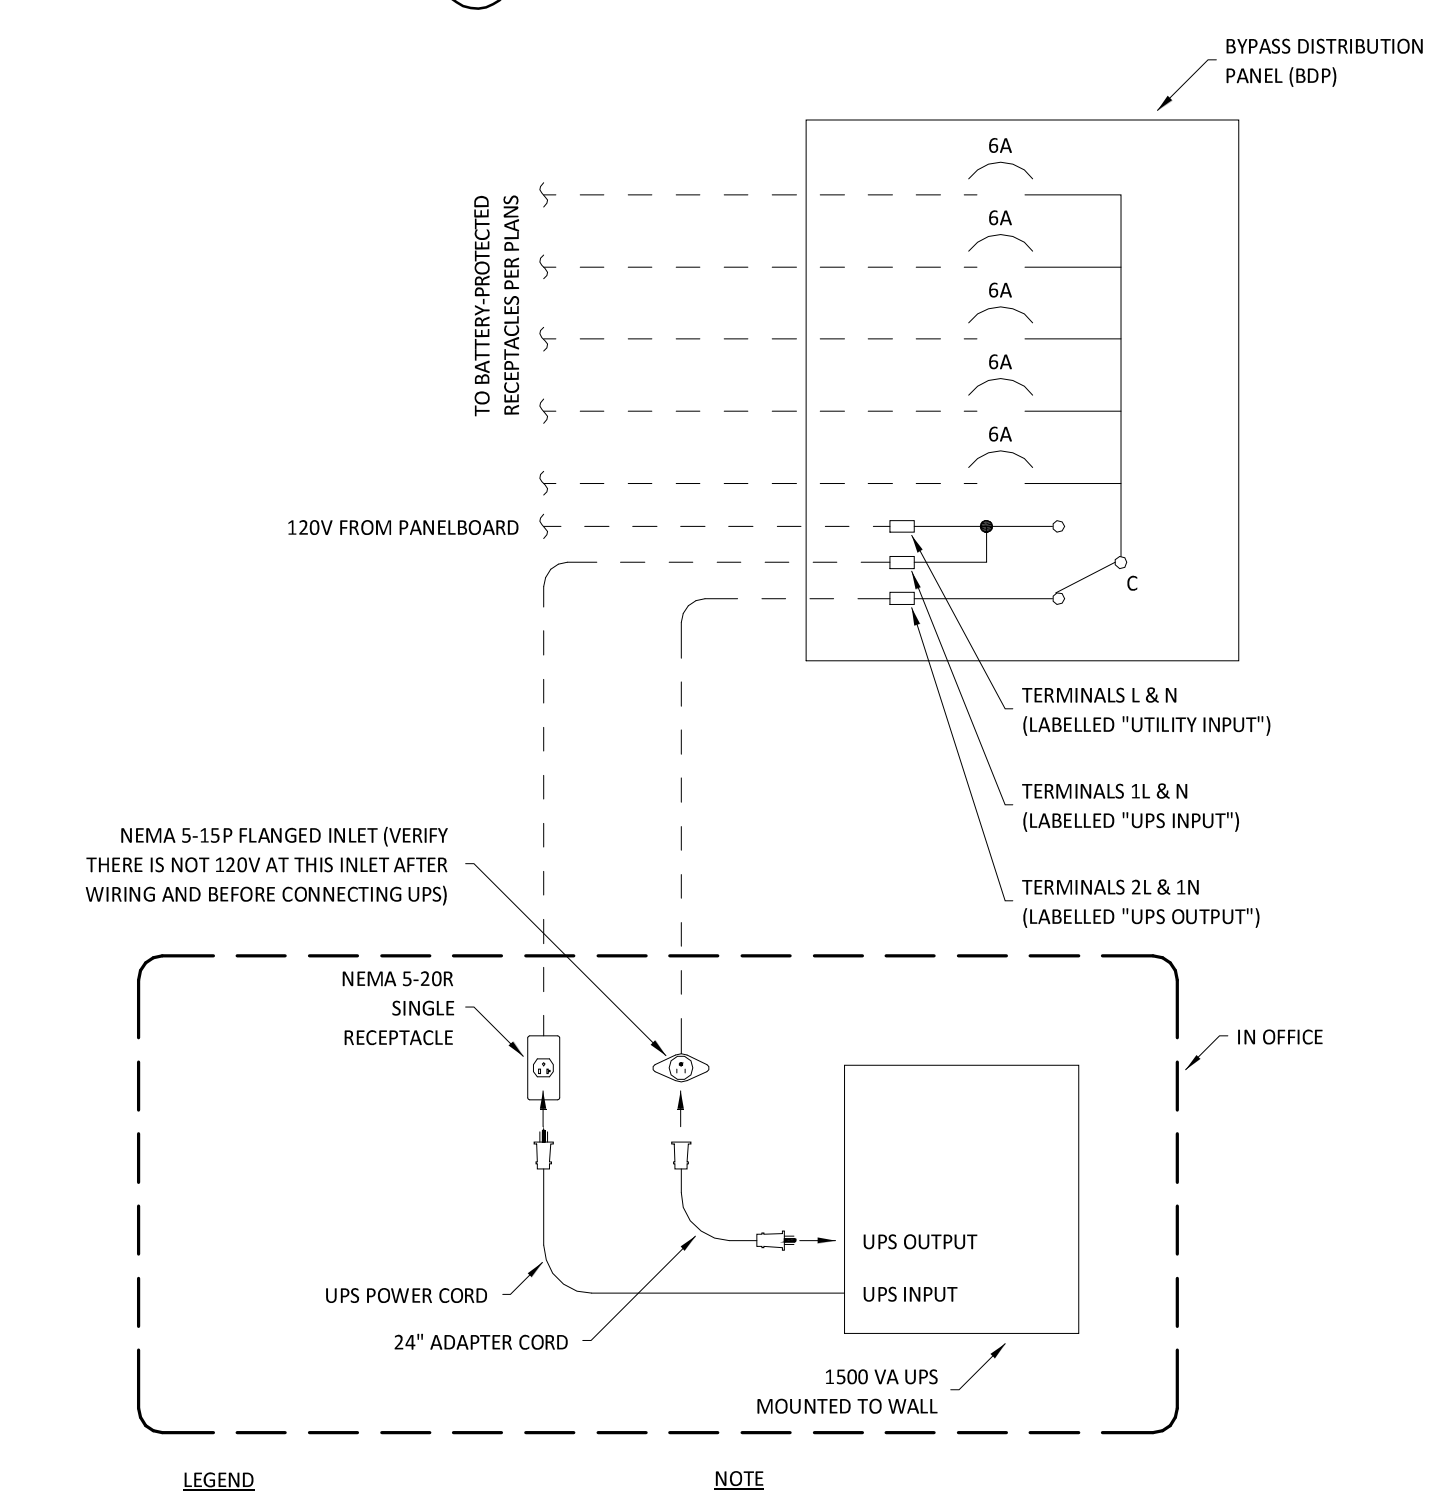 BYPASS DISTRIBUTION
PANEL (BDP)
6A
6A
6A
6A
6A
TO BATTERY-PROTECTED
RECEPTACLES PER PLANS
120V FROM PANELBOARD
C
TERMINALS L & N
(LABELLED "UTILITY INPUT")
TERMINALS 1L & N
(LABELLED "UPS INPUT")
TERMINALS 2L & 1N
(LABELLED "UPS OUTPUT")
NEMA 5-15P FLANGED INLET (VERIFY
THERE IS NOT 120V AT THIS INLET AFTER
WIRING AND BEFORE CONNECTING UPS)
NEMA 5-20R
SINGLE
RECEPTACLE
IN OFFICE
UPS OUTPUT
UPS INPUT
UPS POWER CORD
24" ADAPTER CORD
1500 VA UPS
MOUNTED TO WALL
LEGEND
NOTE